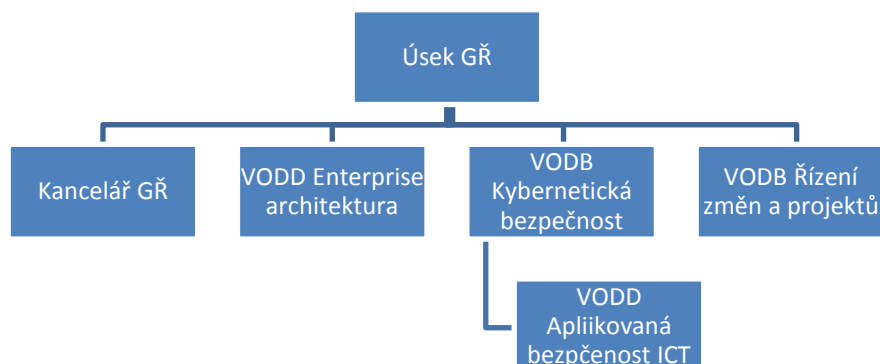 Úsek GŘ
Kancelář GŘ
VODD Enterprise
architektura
VODB
Kybernetická
bezpečnost
VODB Řízení
změn a projektů
VODD
Apliikovaná
bezpčenost ICT